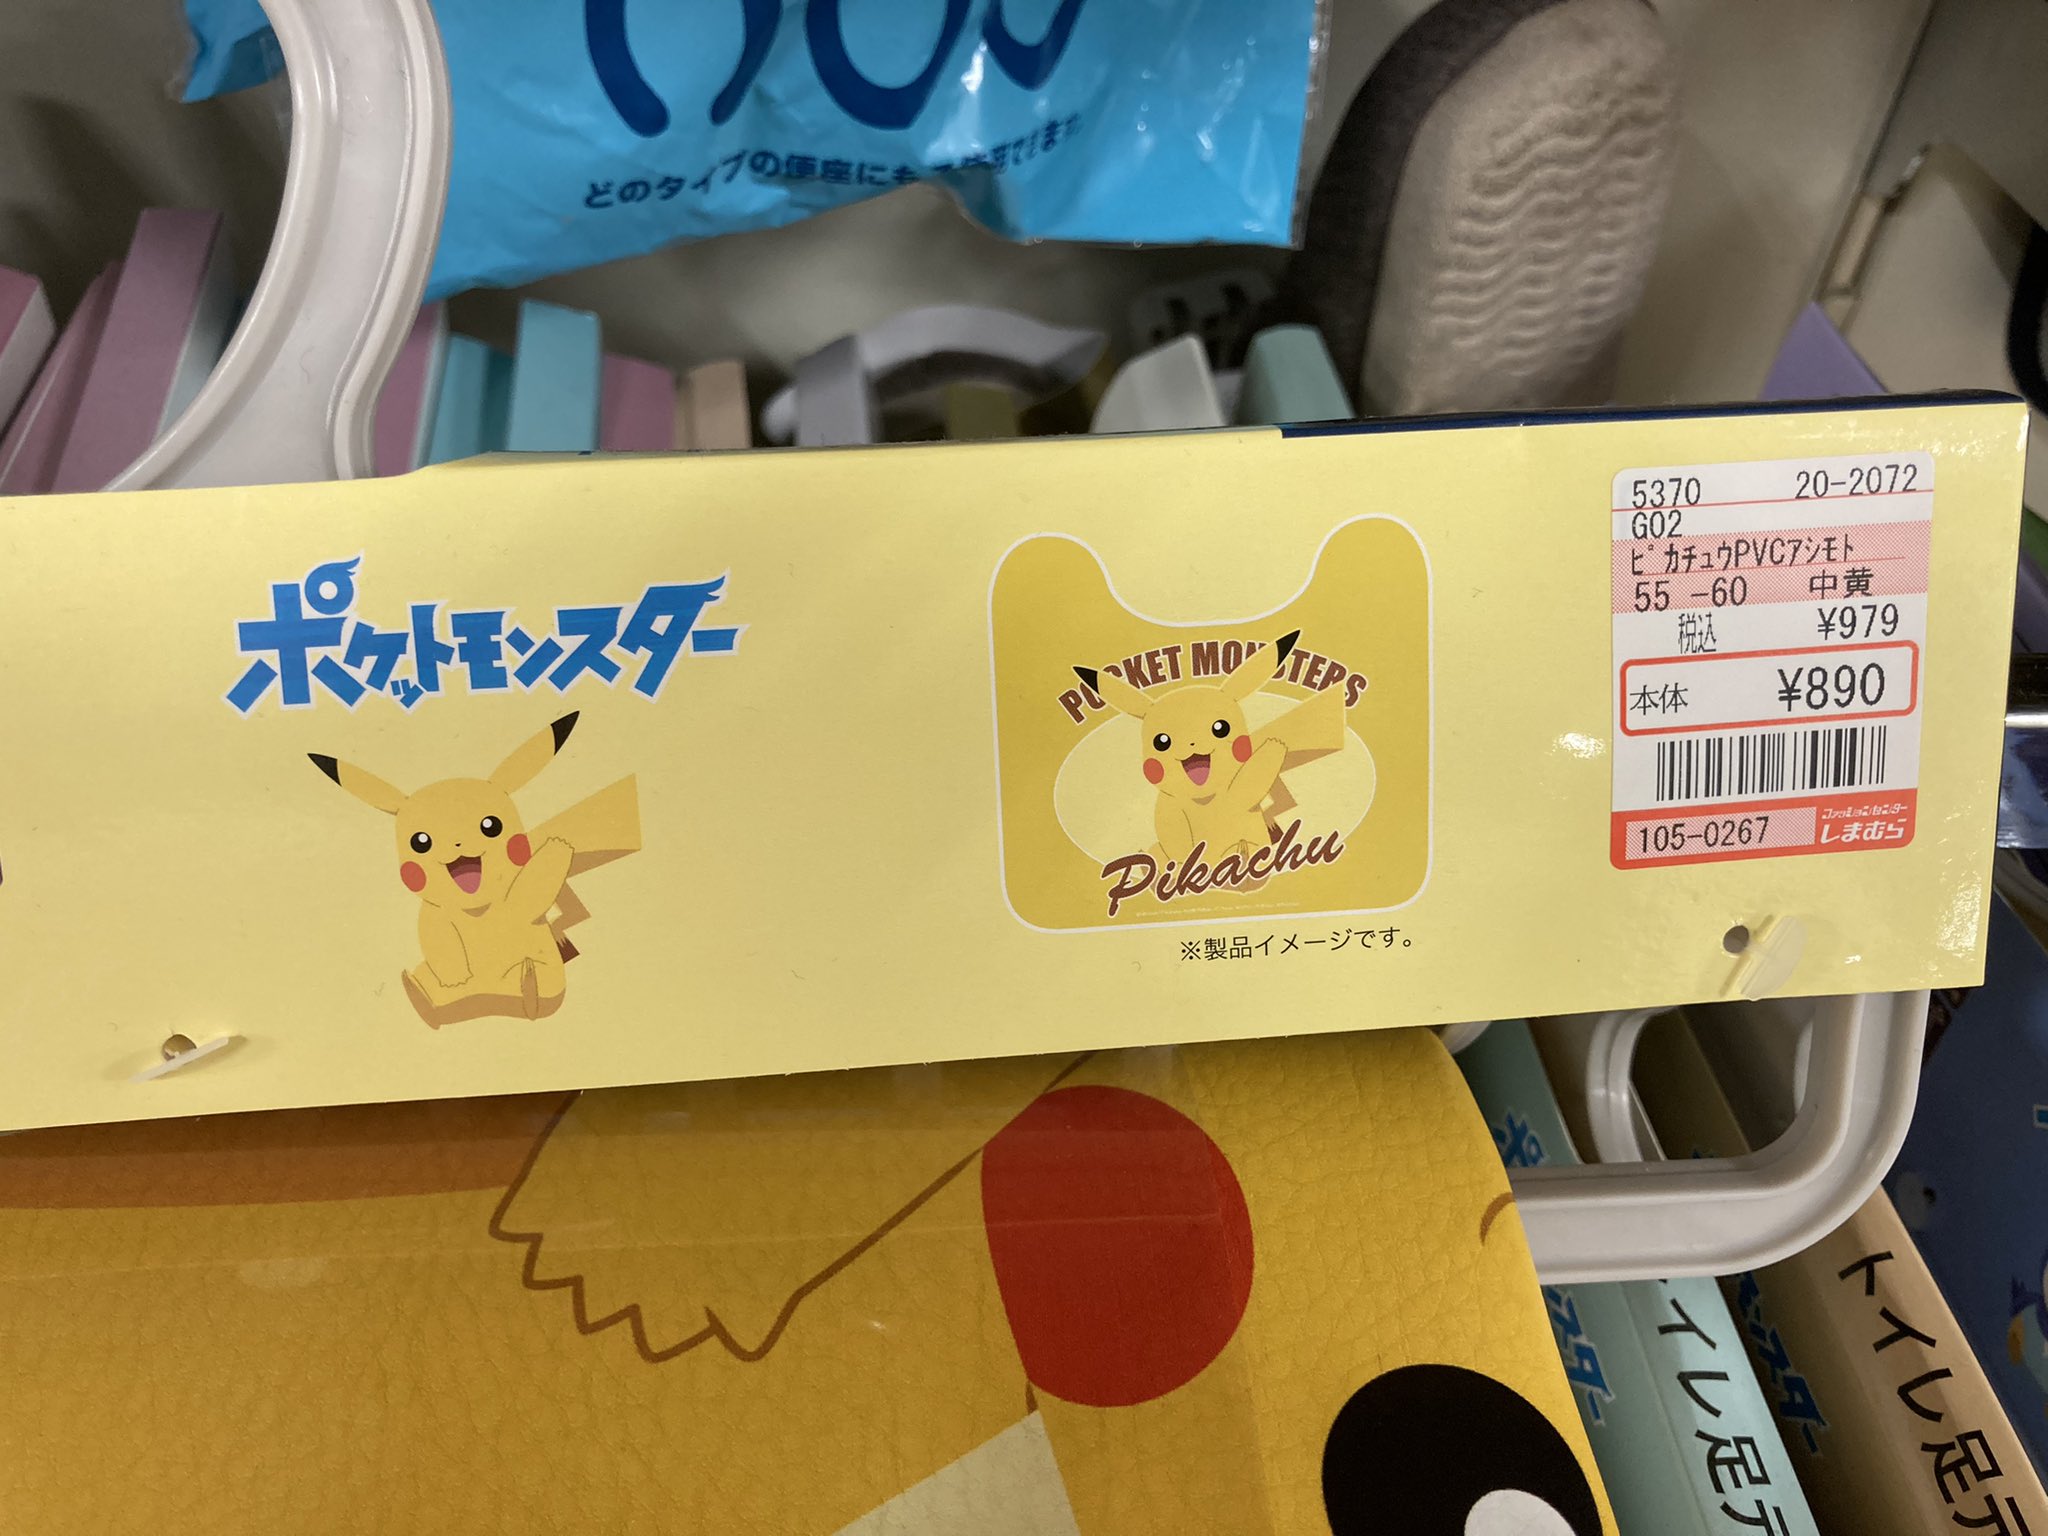 どのタイプの便座にも
ポケットモンスター
POCKET MONSTERS
Pikachu
※製品イメージです。
5370 20-2072
G02
ﾋﾟｶﾁｭｳPVCｱｼﾓﾄ
55 -60 中黄
税込 ¥979
本体 ¥890
105-0267
ファッションセンター
しまむら
トイレ足
トイレ足